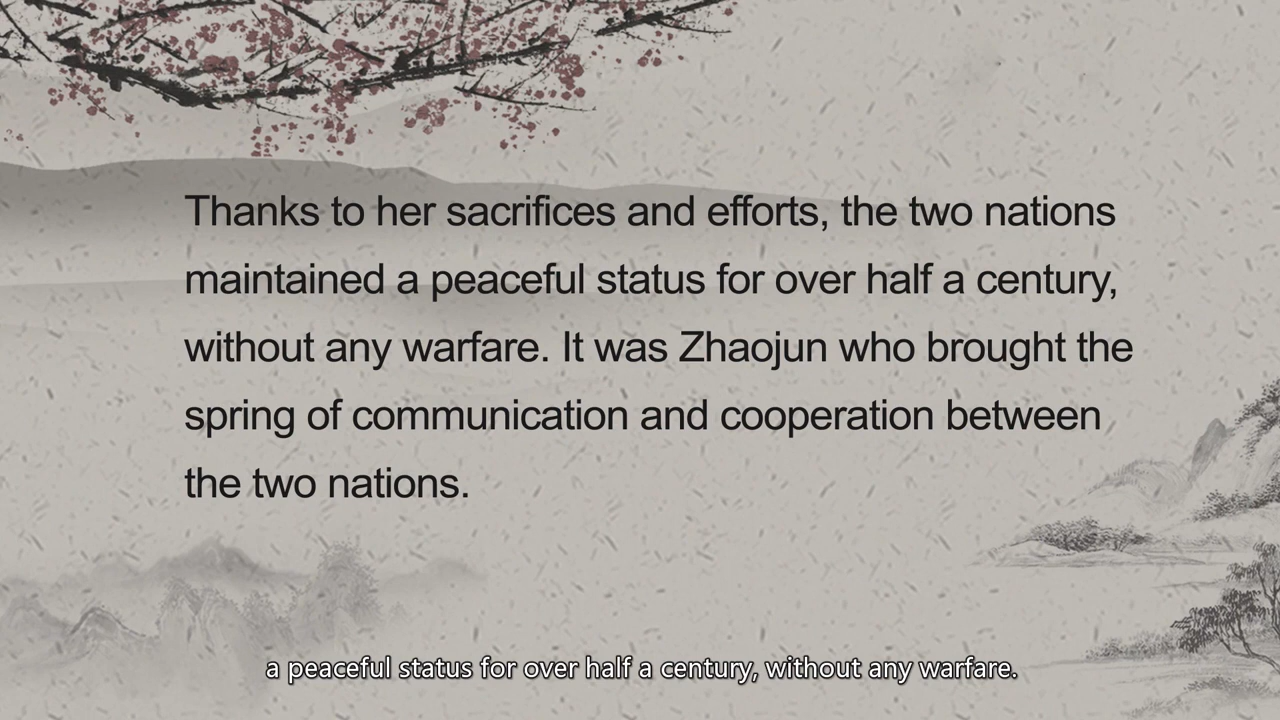 Thanks to her sacrifices and efforts, the two nations
maintained a peaceful status for over half a century,
without any warfare. It was Zhaojun who brought the
spring of communication and cooperation between
the two nations.
a peaceful status for over half a century, without any warfare.